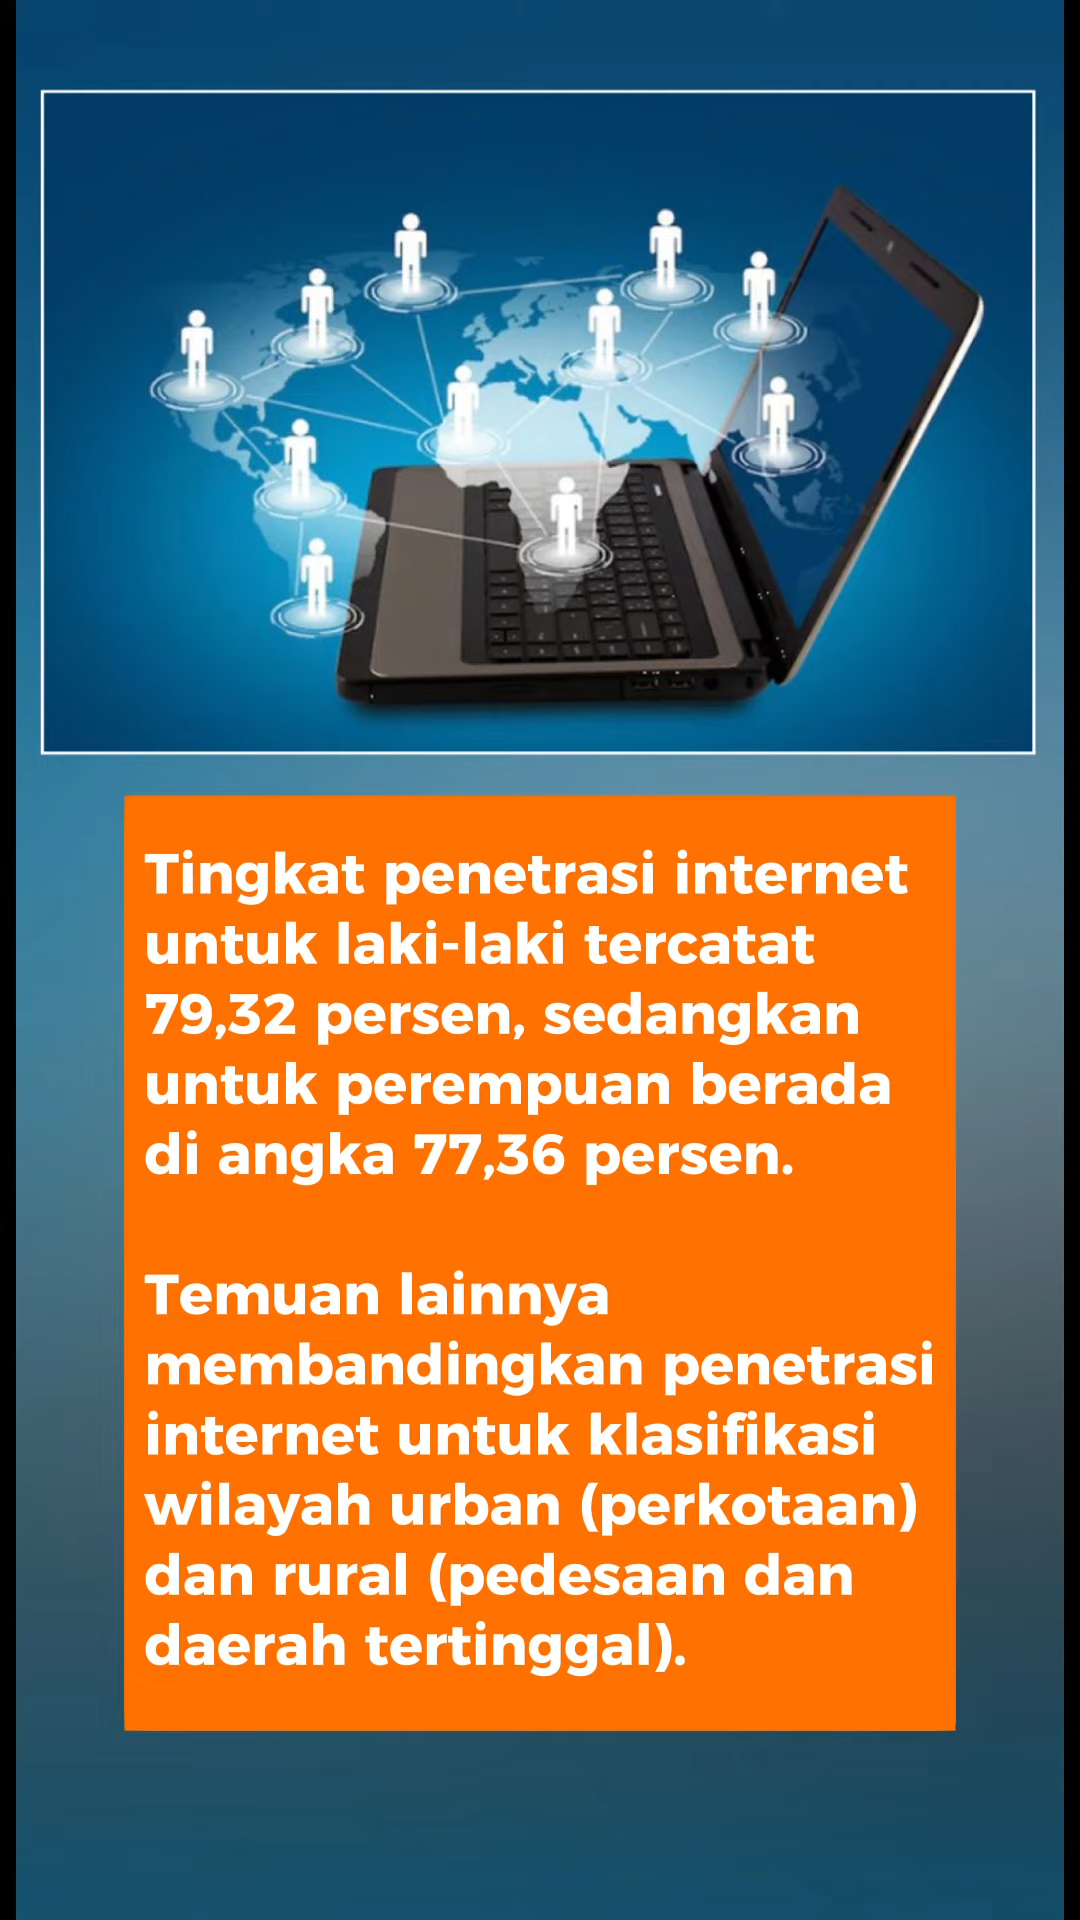 Tingkat penetrasi internet
untuk laki-laki tercatat
79,32 persen, sedangkan
untuk perempuan berada
di angka 77,36 persen.
Temuan lainnya
membandingkan penetrasi
internet untuk klasifikasi
wilayah urban (perkotaan)
dan rural (pedesaan dan
daerah tertinggal).